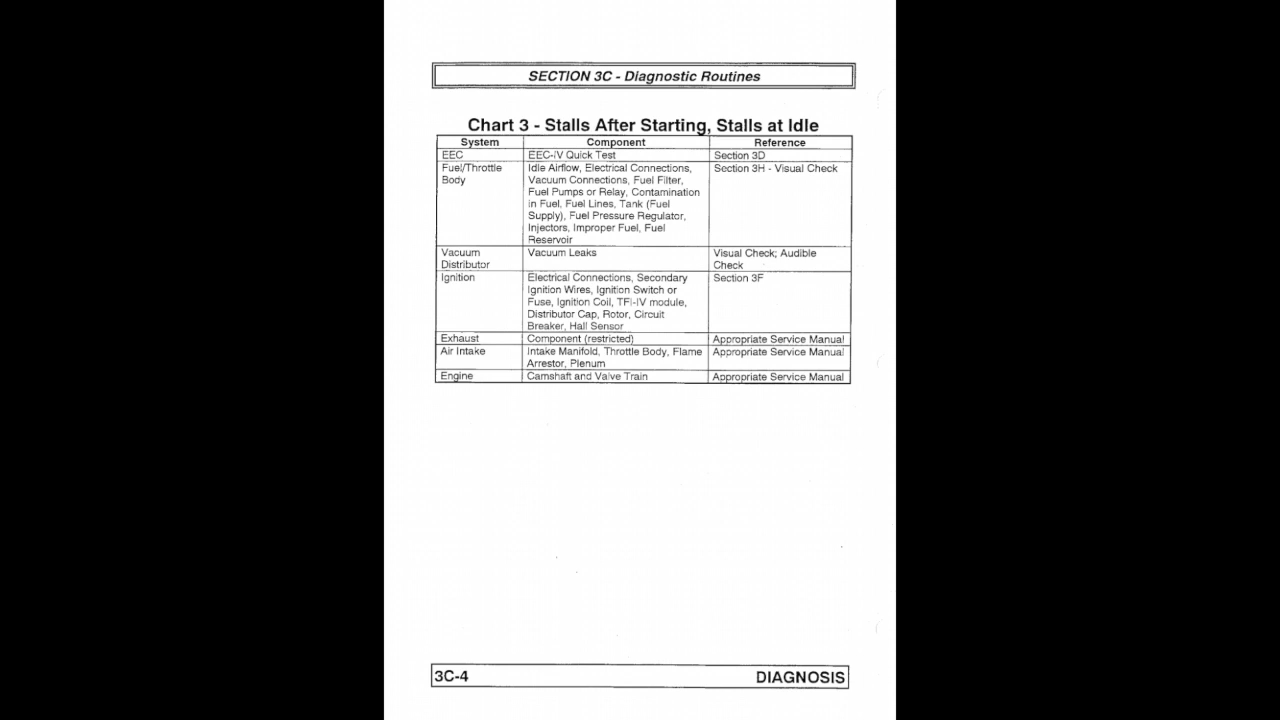 SECTION 3C - Diagnostic Routines
Chart 3 - Stalls After Starting, Stalls at Idle
System Component Reference
EEC EEC-IV Quick Test Section 3D
Fuel/Throttle Idle Airflow, Electrical Connections, Section 3H - Visual Check
Body Vacuum Connections, Fuel Filter,
Fuel Pumps or Relay, Contamination
in Fuel, Fuel Lines, Tank (Fuel
Supply), Fuel Pressure Regulator,
Injectors, Improper Fuel, Fuel
Reservoir
Vacuum Vacuum Leaks Visual Check; Audible
Distributor Check
Ignition Electrical Connections, Secondary Section 3F
Ignition Wires, Ignition Switch or
Fuse, Ignition Coil, TFI-IV module,
Distributor Cap, Rotor, Circuit
Breaker, Hall Sensor
Exhaust Component (restricted) Appropriate Service Manual
Air Intake Intake Manifold, Throttle Body, Flame Appropriate Service Manual
Arrestor, Plenum
Engine Camshaft and Valve Train Appropriate Service Manual
3C-4 DIAGNOSIS